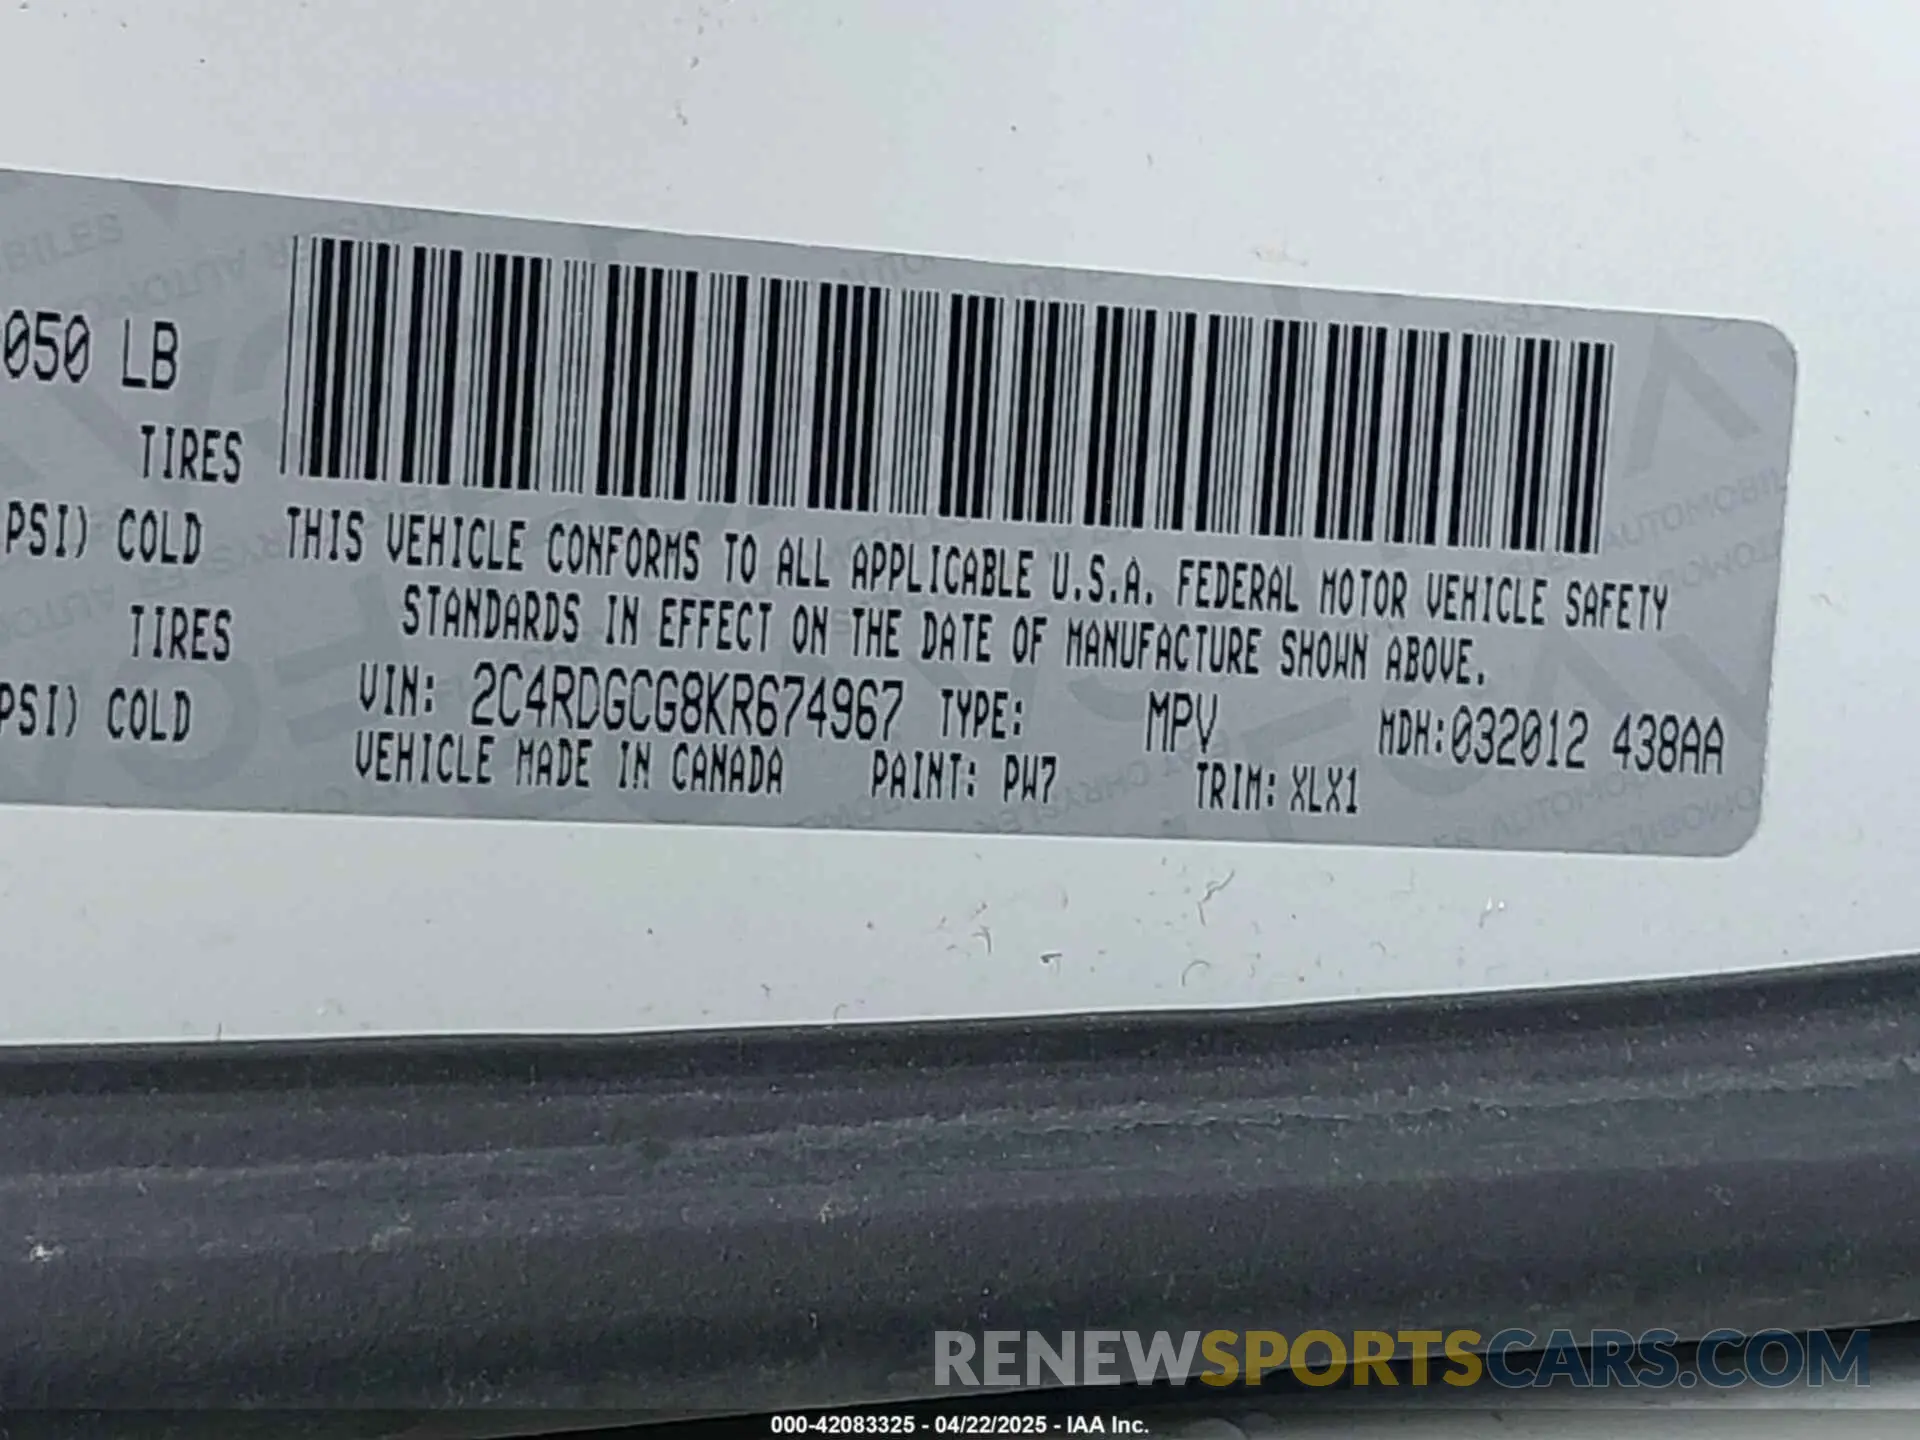 050 LB
TIRES
PSI) COLD
TIRES
PSI) COLD
THIS VEHICLE CONFORMS TO ALL APPLICABLE U.S.A. FEDERAL MOTOR VEHICLE SAFETY
STANDARDS IN EFFECT ON THE DATE OF MANUFACTURE SHOWN ABOVE.
VIN: 2C4RDGCG8KR674967 TYPE: MPV MDH:032012 438AA
VEHICLE MADE IN CANADA PAINT: PW7 TRIM: XLX1
RENEWSPORTSCARS.COM
000-42083325 - 04/22/2025 - IAA Inc.